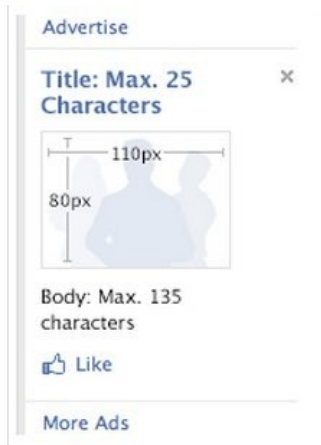 Advertise
Title: Max. 25
Characters
110px
80px
Body: Max. 135
characters
Like
More Ads